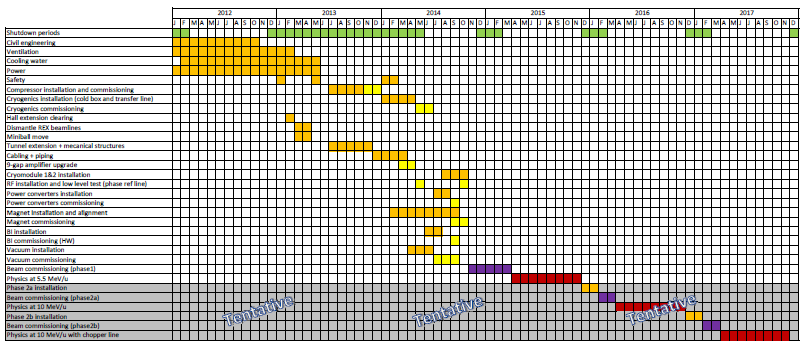 2012 2013 2014 2015 2016 2017
J F M A M J J A S O N D J F M A M J J A S O N D J F M A M J J A S O N D J F M A M J J A S O N D J F M A M J J A S O N D J F M A M J J A S O N D
Shutdown periods
Civil engineering
Ventilation
Cooling water
Power
Safety
Compressor installation and commissioning
Cryogenics installation (cold box and transfer line)
Cryogenics commissioning
Hall extension clearing
Dismantle REX beamlines
Miniball move
Tunnel extension + mecanical structures
Cabling + piping
9-gap amplifier upgrade
Cryomodule 1&2 installation
RF installation and low level test (phase ref line)
Power converters installation
Power converters commissioning
Magnet Installation and alignment
Magnet commissioning
BI installation
BI commissioning (HW)
Vacuum installation
Vacuum commissioning
Beam commissioning (phase1)
Physics at 5.5 MeV/u
Phase 2a installation
Beam commissioning (phase2a)
Physics at 10 MeV/u
Phase 2b installation
Beam commissioning (phase2b)
Physics at 10 MeV/u with chopper line
Tentative Tentative Tentative